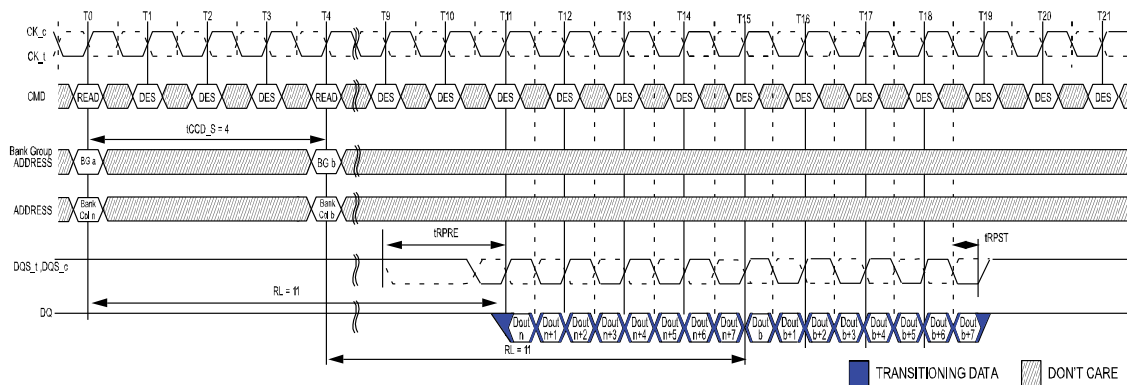 T0 T1 T2 T3 T4 T9 T10 T11 T12 T13 T14 T15 T16 T17 T18 T19 T20 T21
CK_c
CK_t
CMD READ DES DES DES READ DES DES DES DES DES DES DES DES DES DES DES DES DES
tCCD_S = 4
Bank Group
ADDRESS BG a BG b
ADDRESS Bank Col n Bank Col b
tRPRE tRPST
DQS_t ,DQS_c
RL = 11
DQ Dout n Dout n+1 Dout n+2 Dout n+3 Dout n+4 Dout n+5 Dout n+6 Dout n+7 Dout b Dout b+1 Dout b+2 Dout b+3 Dout b+4 Dout b+5 Dout b+6 Dout b+7
RL = 11
TRANSITIONING DATA DON'T CARE